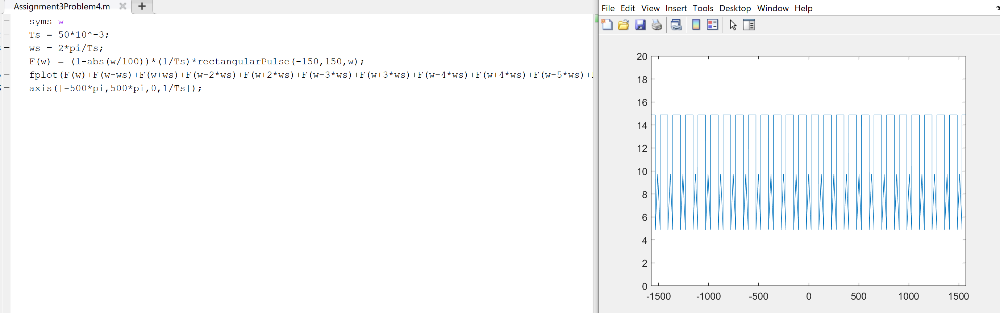 Assignment3Problem4.m
syms w
Ts = 50*10^-3;
ws = 2*pi/Ts;
F(w) = (1-abs(w/100))*(1/Ts)*rectangularPulse(-150,150,w);
fplot(F(w)+F(w-ws)+F(w+ws)+F(w-2*ws)+F(w+2*ws)+F(w-3*ws)+F(w+3*ws)+F(w-4*ws)+F(w+4*ws)+F(w-5*ws)+
axis([-500*pi,500*pi,0,1/Ts]);
File Edit View Insert Tools Desktop Window Help
20
18
16
14
12
10
8
6
4
2
0
-1500 -1000 -500 0 500 1000 1500